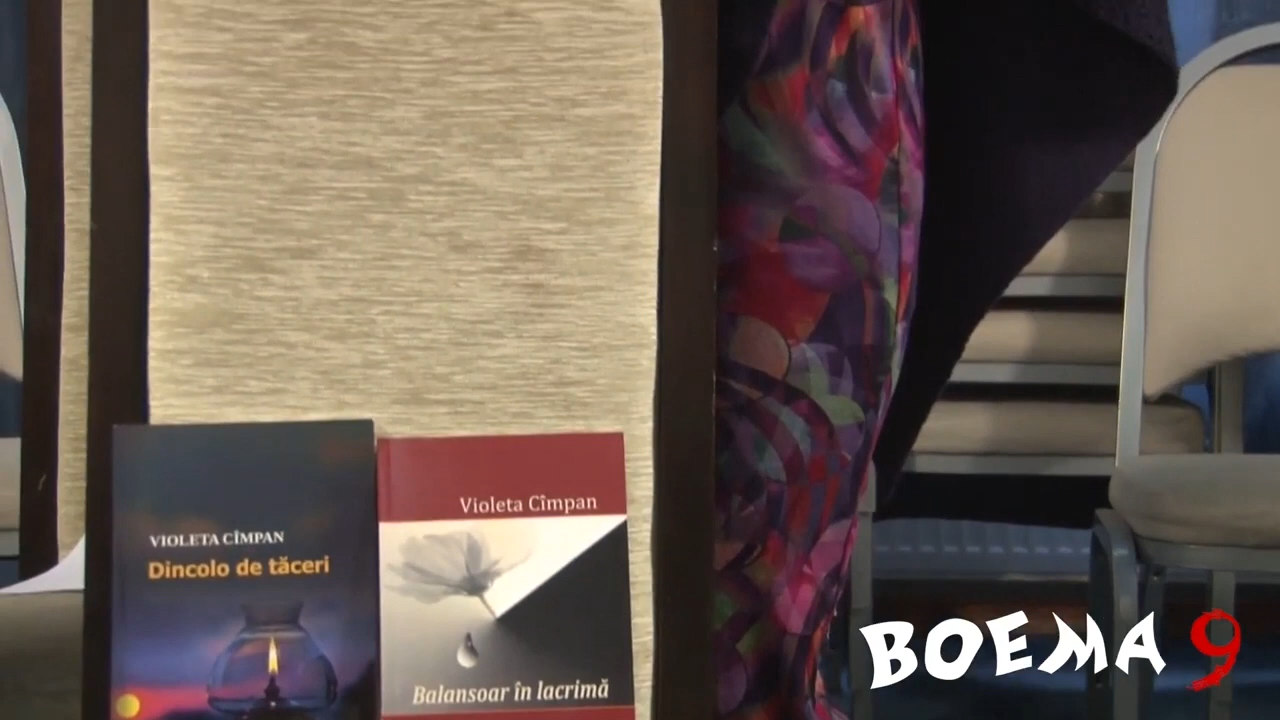 VIOLETA CÎMPAN
Dincolo de tăceri
Violeta Cîmpan
Balansoar în lacrimă
BOEMA 9